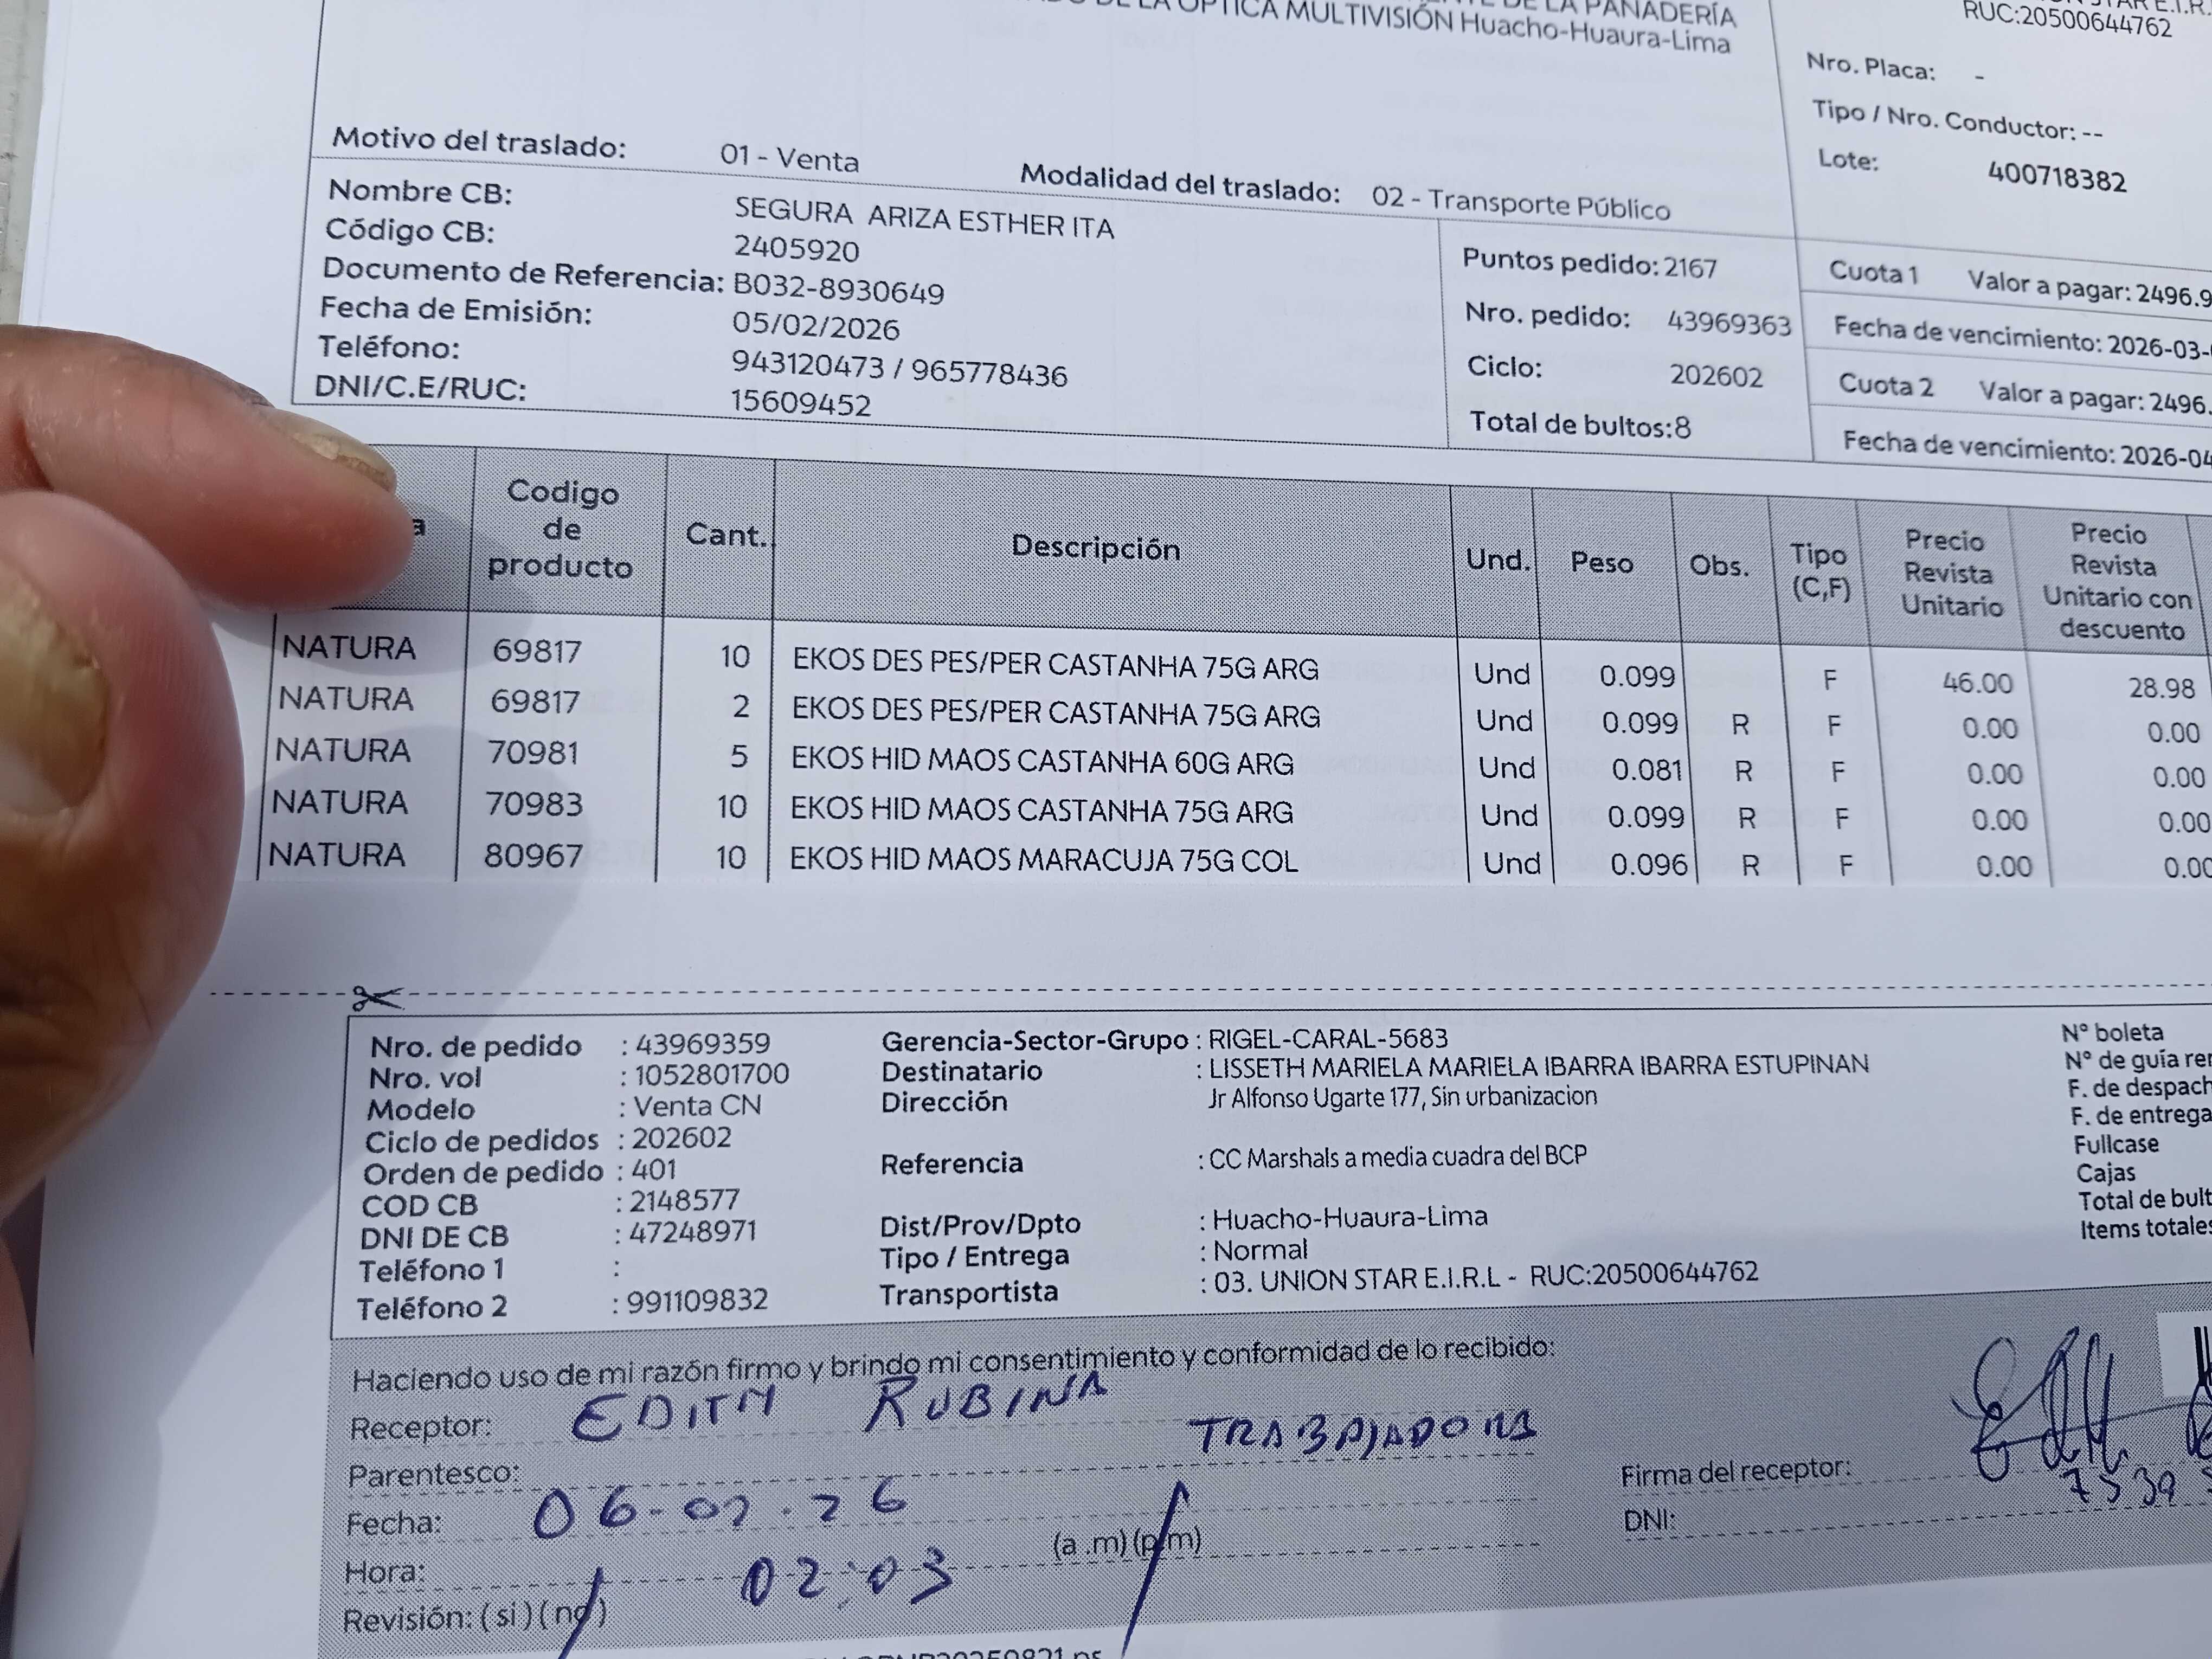 DE LA PANADERÍA
DE LA OPTICA MULTIVISIÓN Huacho-Huaura-Lima
RUC:20500644762
Nro. Placa: -
Tipo / Nro. Conductor: --
Lote: 400718382
Motivo del traslado: 01 - Venta Modalidad del traslado: 02 - Transporte Público
Nombre CB: SEGURA ARIZA ESTHER ITA
Código CB: 2405920
Documento de Referencia: B032-8930649
Fecha de Emisión: 05/02/2026
Teléfono: 943120473 / 965778436
DNI/C.E/RUC: 15609452
Puntos pedido: 2167
Nro. pedido: 43969363
Ciclo: 202602
Total de bultos:8
Cuota 1 Valor a pagar: 2496.9
Fecha de vencimiento: 2026-03-
Cuota 2 Valor a pagar: 2496.
Fecha de vencimiento: 2026-04
Codigo de producto Cant. Descripción Und. Peso Obs. Tipo (C,F) Precio Revista Unitario Precio Revista Unitario con descuento
NATURA 69817 10 EKOS DES PES/PER CASTANHA 75G ARG Und 0.099 F 46.00 28.98
NATURA 69817 2 EKOS DES PES/PER CASTANHA 75G ARG Und 0.099 R F 0.00 0.00
NATURA 70981 5 EKOS HID MAOS CASTANHA 60G ARG Und 0.081 R F 0.00 0.00
NATURA 70983 10 EKOS HID MAOS CASTANHA 75G ARG Und 0.099 R F 0.00 0.00
NATURA 80967 10 EKOS HID MAOS MARACUJA 75G COL Und 0.096 R F 0.00 0.00
Nro. de pedido : 43969359
Nro. vol : 1052801700
Modelo : Venta CN
Ciclo de pedidos : 202602
Orden de pedido : 401
COD CB : 2148577
DNI DE CB : 47248971
Teléfono 1 :
Teléfono 2 : 991109832
Gerencia-Sector-Grupo : RIGEL-CARAL-5683
Destinatario : LISSETH MARIELA MARIELA IBARRA IBARRA ESTUPINAN
Dirección Jr Alfonso Ugarte 177, Sin urbanizacion
Referencia : CC Marshals a media cuadra del BCP
Dist/Prov/Dpto : Huacho-Huaura-Lima
Tipo / Entrega : Normal
Transportista : 03. UNION STAR E.I.R.L - RUC:20500644762
N° boleta
N° de guía rem
F. de despach
F. de entrega
Fullcase
Cajas
Total de bult
Items totales
Haciendo uso de mi razón firmo y brindo mi consentimiento y conformidad de lo recibido:
Receptor: EDITH RUBINA
Parentesco: TRABAJADORA
Fecha: 06-02-26
Hora: 02:03 (a .m) (p.m)
Revisión: (si) (no)
Firma del receptor:
DNI: 7539